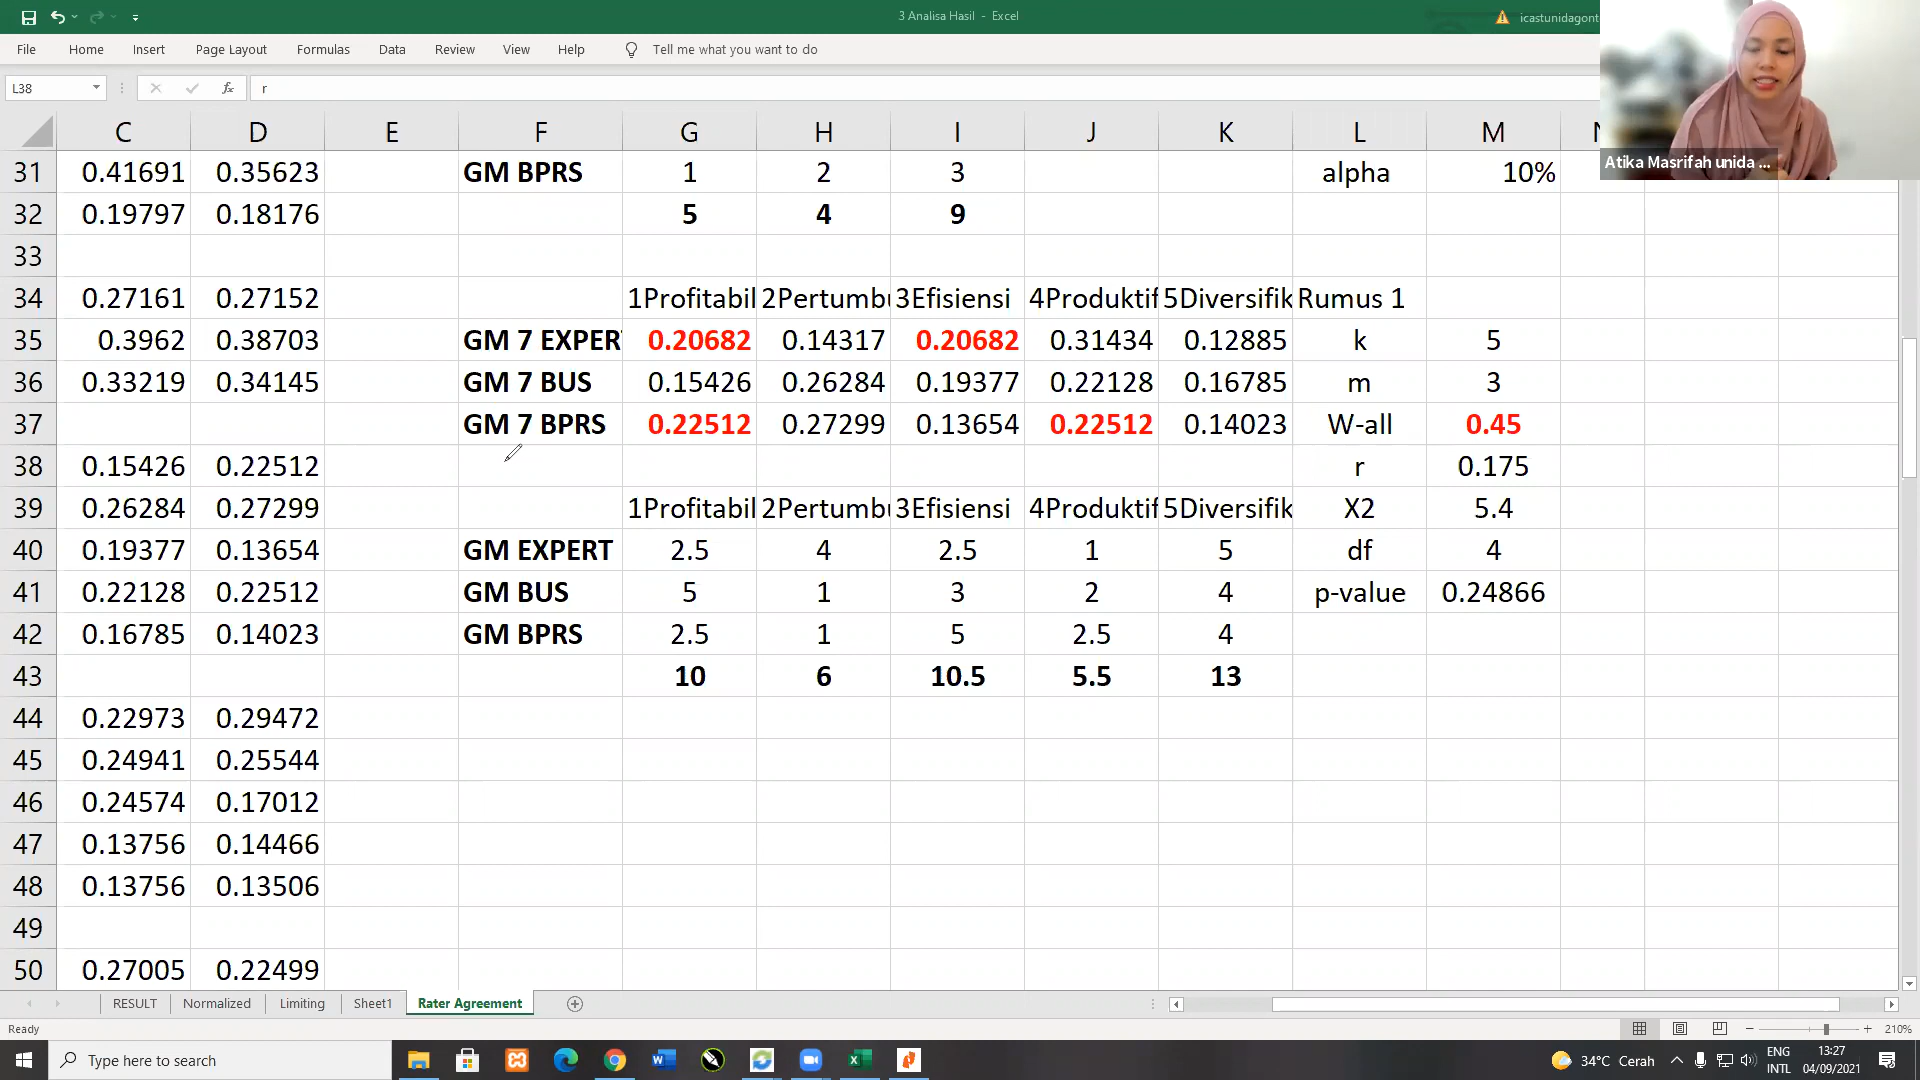 3 Analisa Hasil - Excel
icastunidagont
File Home Insert Page Layout Formulas Data Review View Help Tell me what you want to do
L38 fx r
Atika Masrifah unida ...
C D E F G H I J K L M
31 0.41691 0.35623 GM BPRS 1 2 3 alpha 10%
32 0.19797 0.18176 5 4 9
33
34 0.27161 0.27152 1Profitabil 2Pertumbu 3Efisiensi 4Produktif 5Diversifik Rumus 1
35 0.3962 0.38703 GM 7 EXPERT 0.20682 0.14317 0.20682 0.31434 0.12885 k 5
36 0.33219 0.34145 GM 7 BUS 0.15426 0.26284 0.19377 0.22128 0.16785 m 3
37 GM 7 BPRS 0.22512 0.27299 0.13654 0.22512 0.14023 W-all 0.45
38 0.15426 0.22512 r 0.175
39 0.26284 0.27299 1Profitabil 2Pertumbu 3Efisiensi 4Produktif 5Diversifik X2 5.4
40 0.19377 0.13654 GM EXPERT 2.5 4 2.5 1 5 df 4
41 0.22128 0.22512 GM BUS 5 1 3 2 4 p-value 0.24866
42 0.16785 0.14023 GM BPRS 2.5 1 5 2.5 4
43 10 6 10.5 5.5 13
44 0.22973 0.29472
45 0.24941 0.25544
46 0.24574 0.17012
47 0.13756 0.14466
48 0.13756 0.13506
49
50 0.27005 0.22499
RESULT Normalized Limiting Sheet1 Rater Agreement
Ready 210%
Type here to search 34°C Cerah ENG 13:27
INTL 04/09/2021